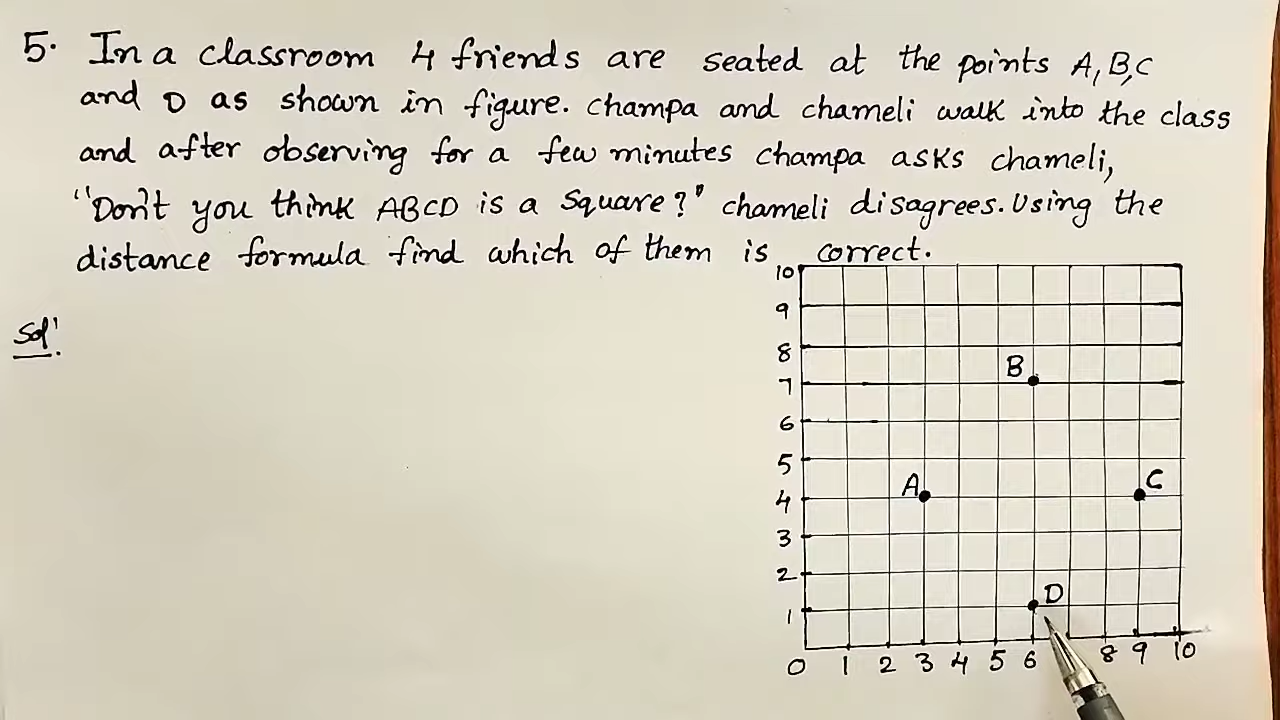 5. In a classroom 4 friends are seated at the points A, B, C
and D as shown in figure. champa and chameli walk into the class
and after observing for a few minutes champa asks chameli,
"Don't you think ABCD is a square?" chameli disagrees. Using the
distance formula find which of them is correct.
Sol:
10
9
8
7
6
5
4
3
2
1
B
A
C
D
0 1 2 3 4 5 6 8 9 10